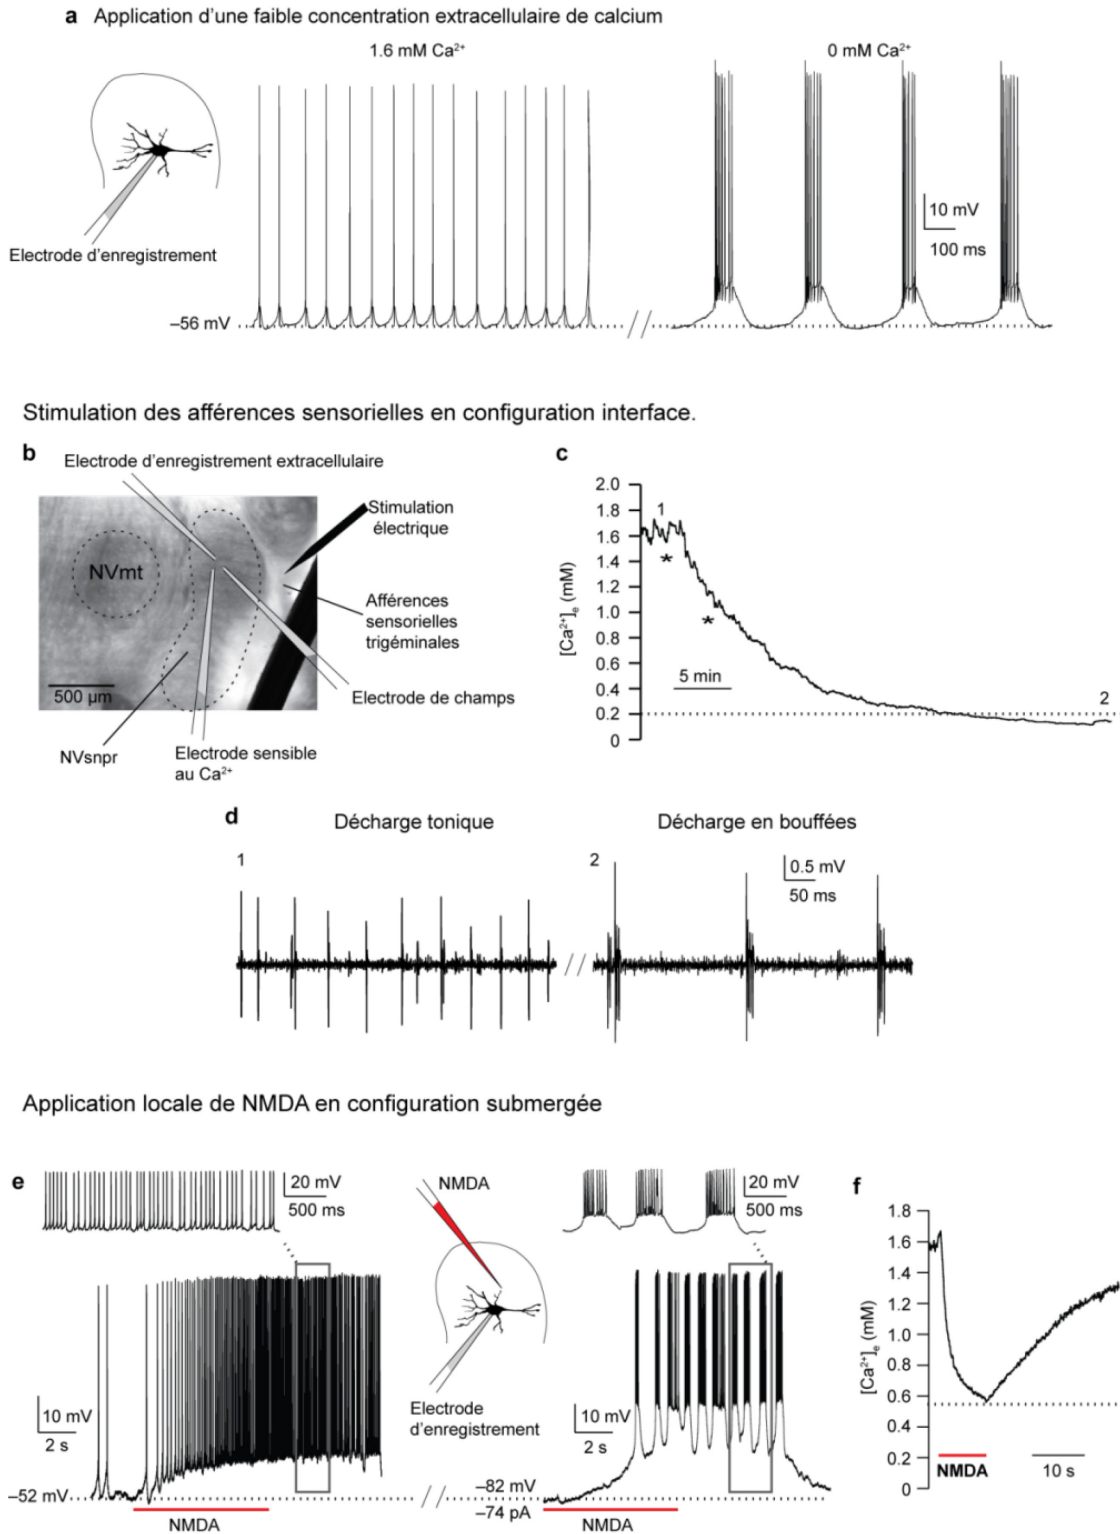 a Application d'une faible concentration extracellulaire de calcium
1.6 mM Ca²⁺
0 mM Ca²⁺
10 mV
100 ms
Electrode d'enregistrement
–56 mV
Stimulation des afférences sensorielles en configuration interface.
b
Electrode d'enregistrement extracellulaire
Stimulation
électrique
NVmt
Afférences
sensorielles
trigéminales
500 µm
Electrode de champs
NVsnpr
Electrode sensible
au Ca²⁺
c
2.0
1.8
1.6
1.4
1.2
1.0
0.8
0.6
0.4
0.2
0
[Ca²⁺]ₑ (mM)
1
*
*
5 min
2
d
Décharge tonique
Décharge en bouffées
1
2
0.5 mV
50 ms
Application locale de NMDA en configuration submergée
e
20 mV
500 ms
NMDA
20 mV
500 ms
10 mV
2 s
Electrode
d'enregistrement
10 mV
2 s
–52 mV
NMDA
–82 mV
–74 pA
NMDA
f
1.8
1.6
1.4
1.2
1.0
0.8
0.6
0.4
0.2
0
[Ca²⁺]ₑ (mM)
NMDA
10 s